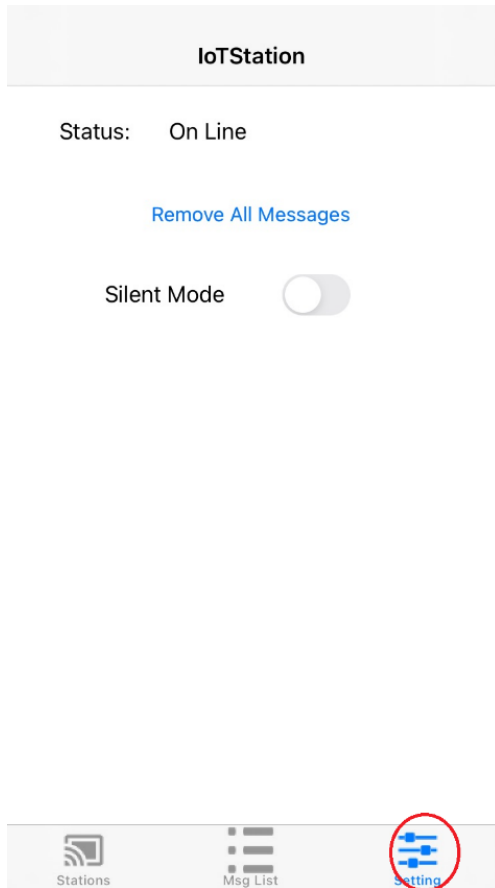 IoTStation
Status: On Line
Remove All Messages
Silent Mode
Stations Msg List Setting